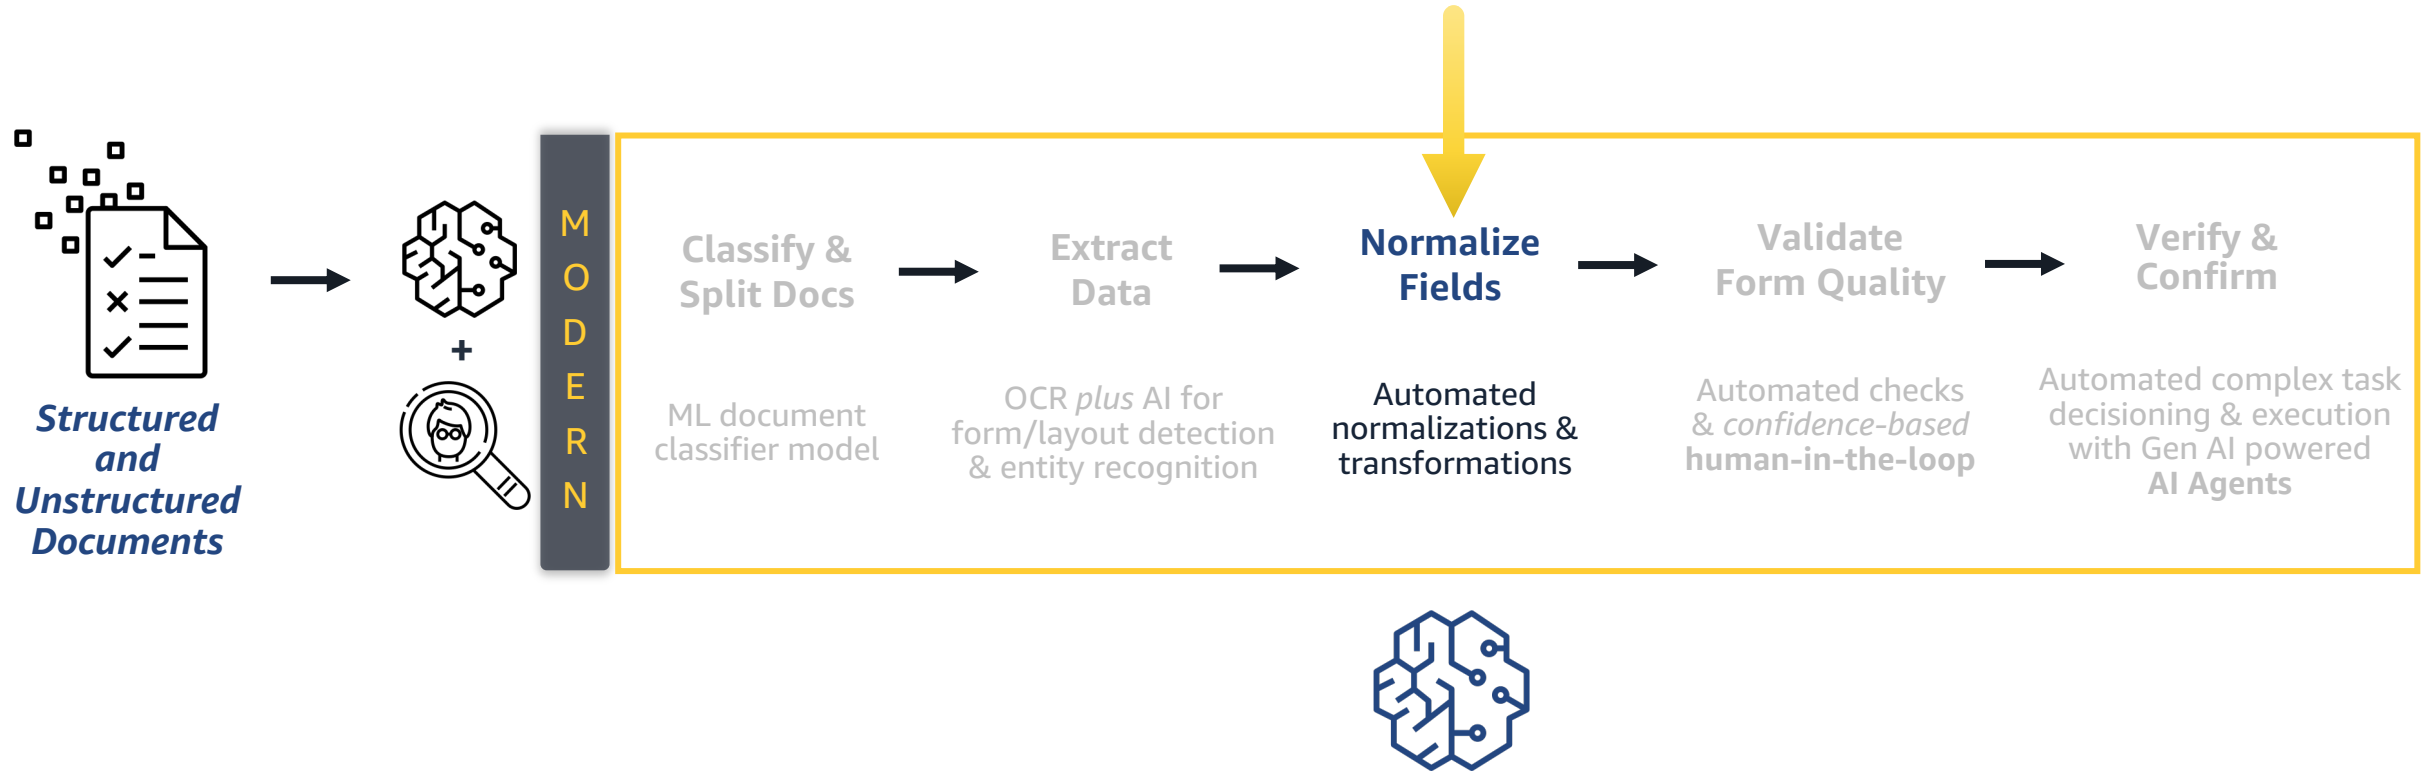 Structured
and
Unstructured
Documents
+
M
O
D
E
R
N
Classify &
Split Docs
ML document
classifier model
Extract
Data
OCR plus AI for
form/layout detection
& entity recognition
Normalize
Fields
Automated
normalizations &
transformations
Validate
Form Quality
Automated checks
& confidence-based
human-in-the-loop
Verify &
Confirm
Automated complex task
decisioning & execution
with Gen AI powered
AI Agents